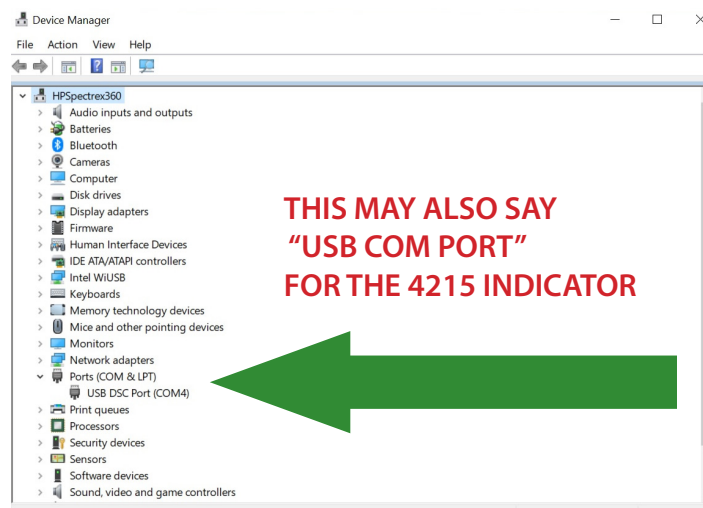 Device Manager
File Action View Help
HPSpectrex360
Audio inputs and outputs
Batteries
Bluetooth
Cameras
Computer
Disk drives
Display adapters
Firmware
Human Interface Devices
IDE ATA/ATAPI controllers
Intel WiUSB
Keyboards
Memory technology devices
Mice and other pointing devices
Monitors
Network adapters
Ports (COM & LPT)
USB DSC Port (COM4)
Print queues
Processors
Security devices
Sensors
Software devices
Sound, video and game controllers
THIS MAY ALSO SAY
“USB COM PORT”
FOR THE 4215 INDICATOR